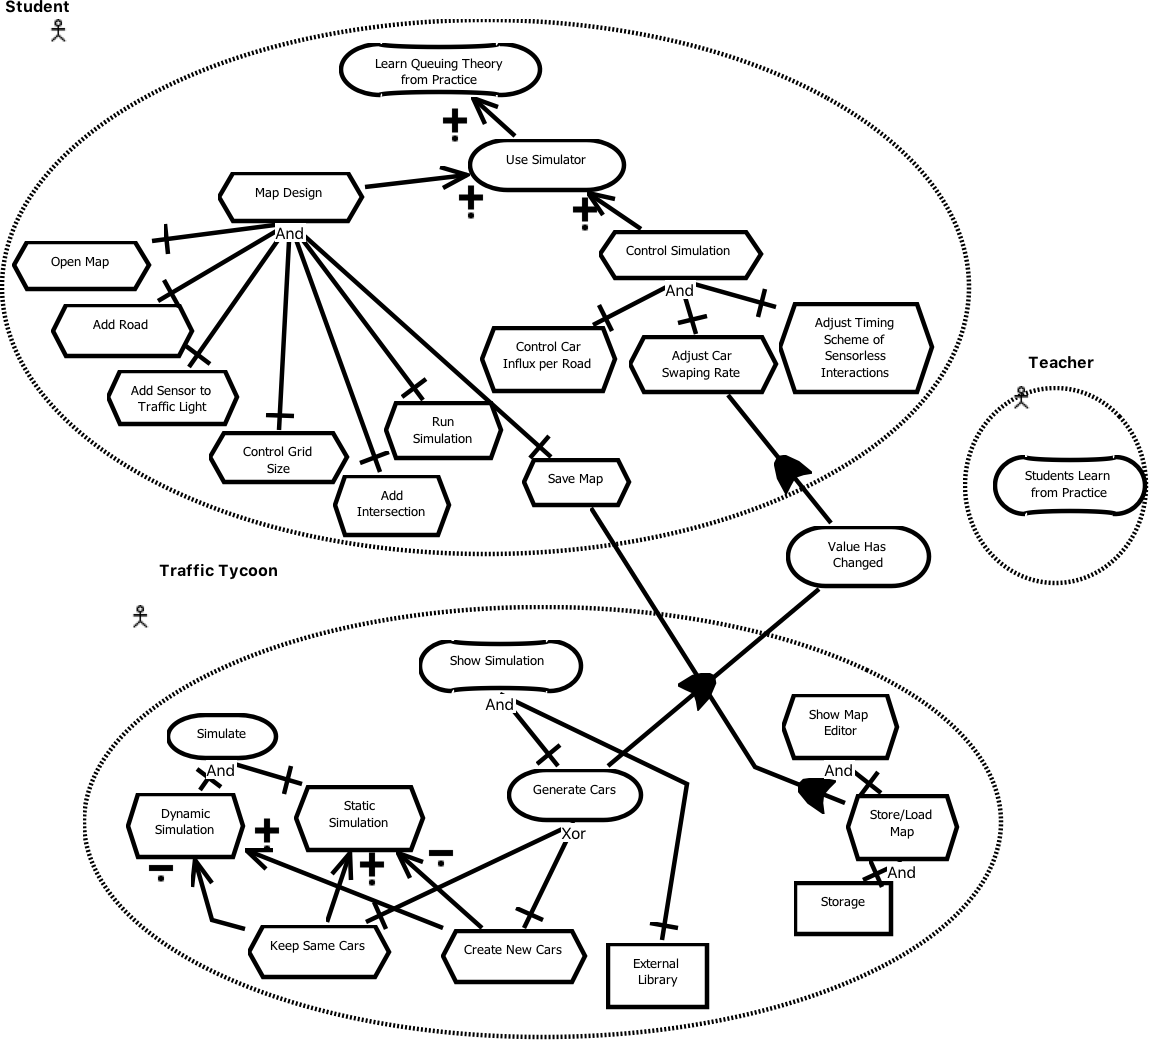 Student
Learn Queuing Theory
from Practice
Use Simulator
Map Design
And
Open Map
Add Road
Add Sensor to
Traffic Light
Control Grid
Size
Add
Intersection
Run
Simulation
Save Map
Control Simulation
And
Control Car
Influx per Road
Adjust Car
Swaping Rate
Adjust Timing
Scheme of
Sensorless
Interactions
Teacher
Students Learn
from Practice
Value Has
Changed
Traffic Tycoon
Show Simulation
And
Simulate
And
Dynamic
Simulation
Static
Simulation
Generate Cars
Xor
Show Map
Editor
And
Store/Load
Map
And
Storage
Keep Same Cars
Create New Cars
External
Library